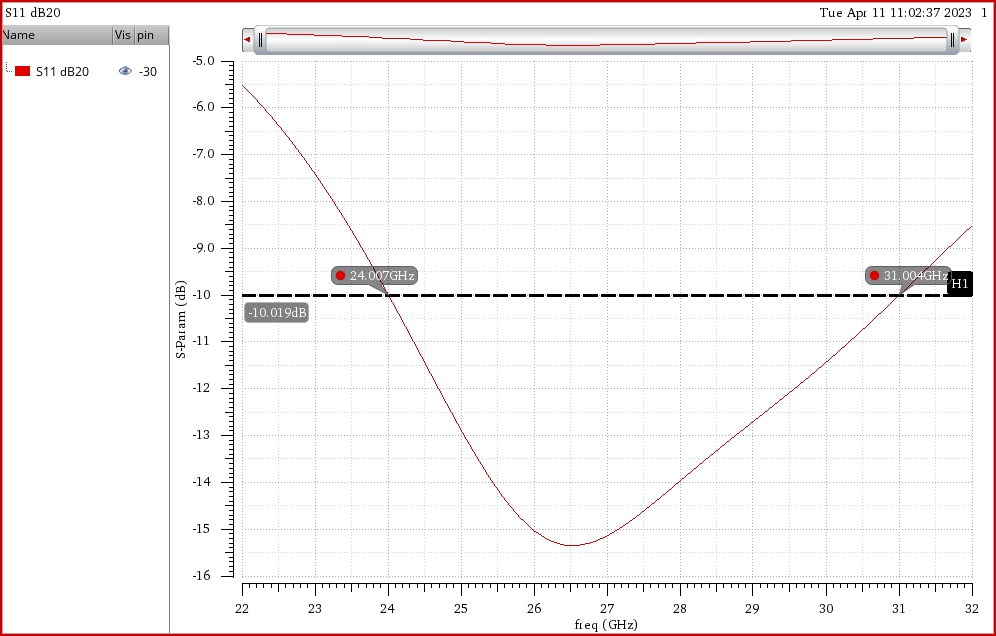 S11 dB20
Tue Apr 11 11:02:37 2023 1
Name Vis pin
S11 dB20 -30
-5.0
-6.0
-7.0
-8.0
-9.0
-10
-11
-12
-13
-14
-15
-16
S-Param (dB)
24.007GHz
31.004GHz
H1
-10.019dB
22 23 24 25 26 27 28 29 30 31 32
freq (GHz)